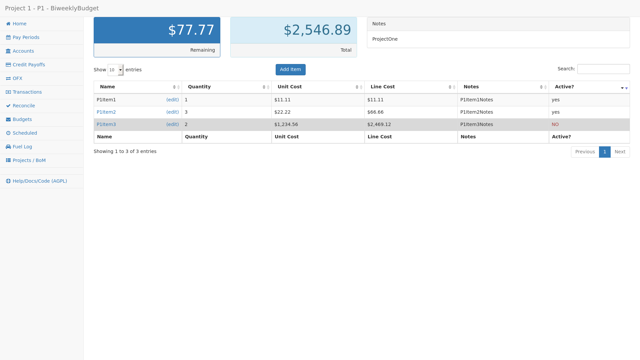 Project 1 - P1 - BiweeklyBudget
Home
Pay Periods
Accounts
Credit Payoffs
OFX
Transactions
Reconcile
Budgets
Scheduled
Fuel Log
Projects / BoM
Help/Docs/Code (AGPL)
$77.77
Remaining
$2,546.89
Total
Notes
ProjectOne
Show 10 entries
Add Item
Search:
Name Quantity Unit Cost Line Cost Notes Active?
P1Item1 (edit) 1 $11.11 $11.11 P1Item1Notes yes
P1Item2 (edit) 3 $22.22 $66.66 P1Item2Notes yes
P1Item3 (edit) 2 $1,234.56 $2,469.12 P1Item3Notes NO
Name Quantity Unit Cost Line Cost Notes Active?
Showing 1 to 3 of 3 entries
Previous 1 Next